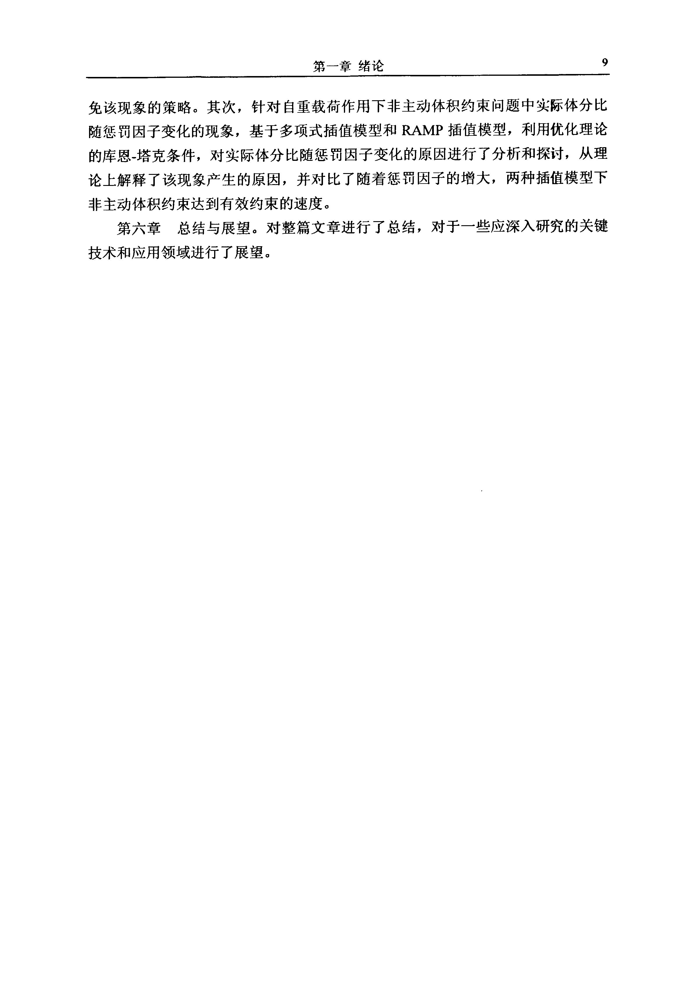 第一章 绪论
9
免该现象的策略。其次，针对自重载荷作用下非主动体积约束问题中实际体分比
随惩罚因子变化的现象，基于多项式插值模型和 RAMP 插值模型，利用优化理论
的库恩-塔克条件，对实际体分比随惩罚因子变化的原因进行了分析和探讨，从理
论上解释了该现象产生的原因，并对比了随着惩罚因子的增大，两种插值模型下
非主动体积约束达到有效约束的速度。
第六章　总结与展望。对整篇文章进行了总结，对于一些应深入研究的关键
技术和应用领域进行了展望。